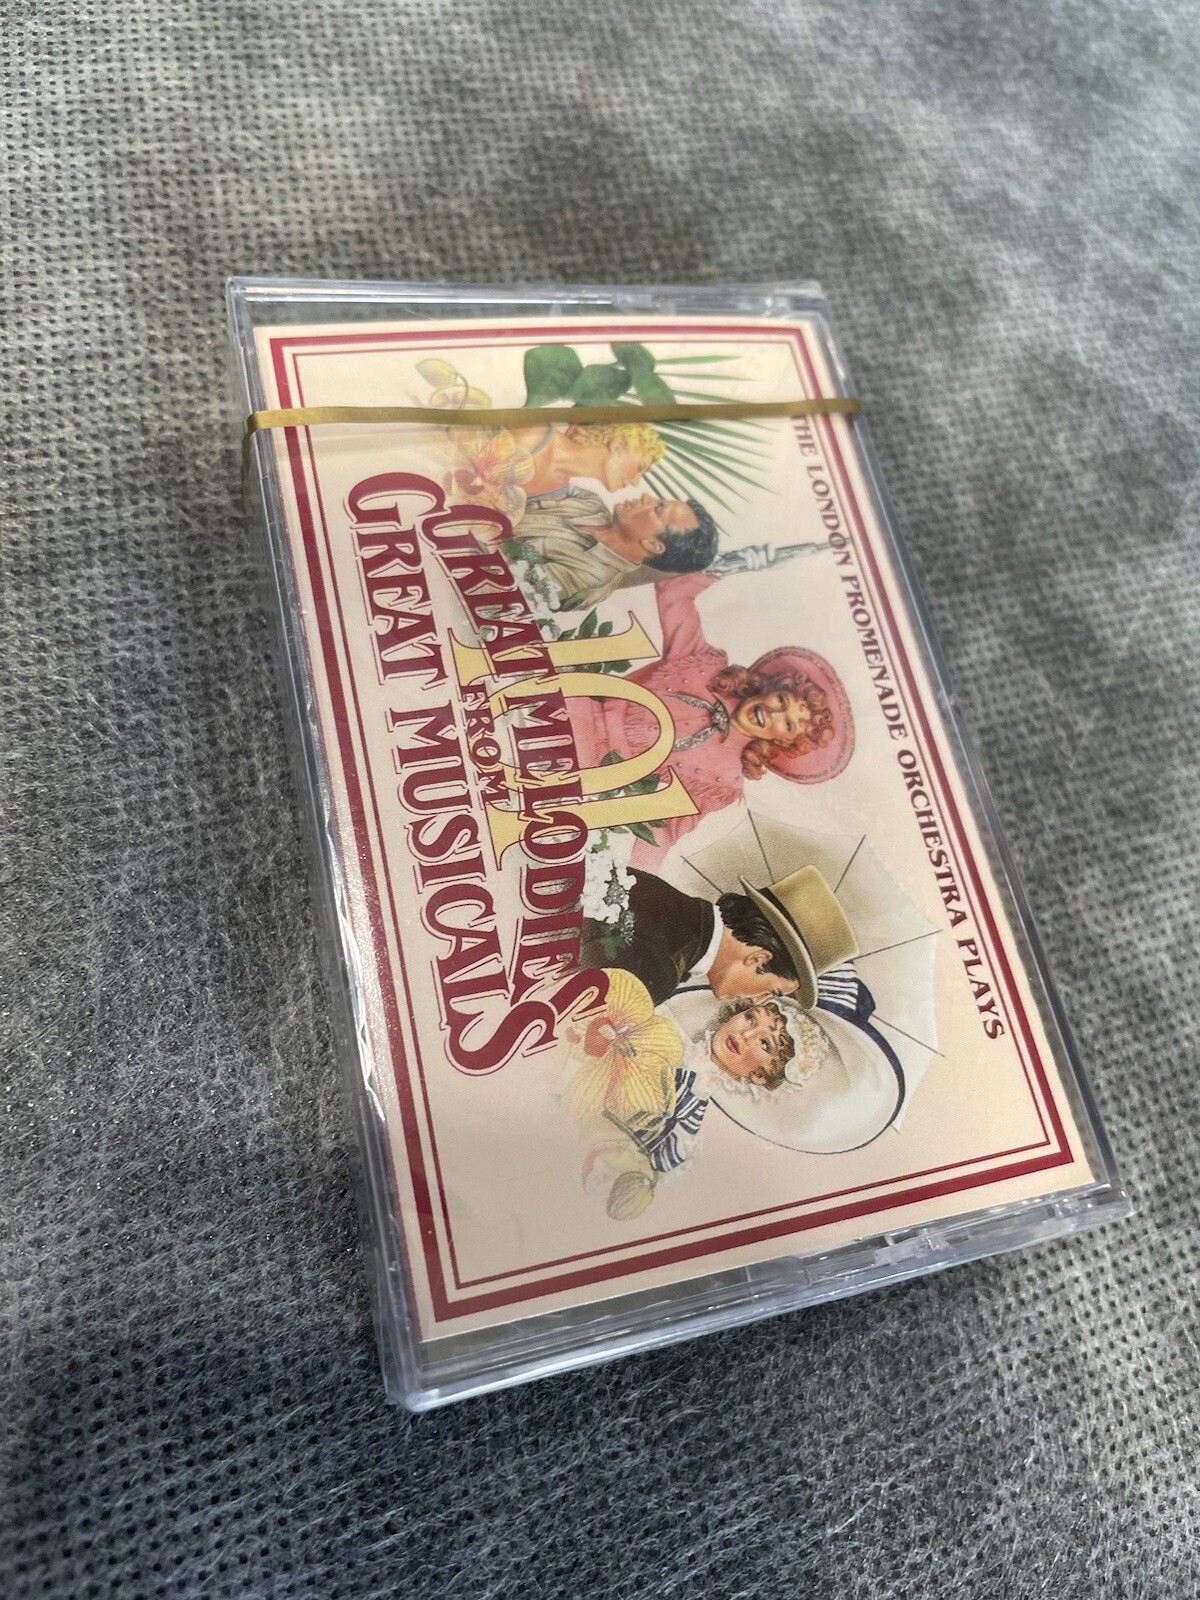 THE LONDON PROMENADE ORCHESTRA PLAYS
101
GREAT MELODIES
FROM
GREAT MUSICALS